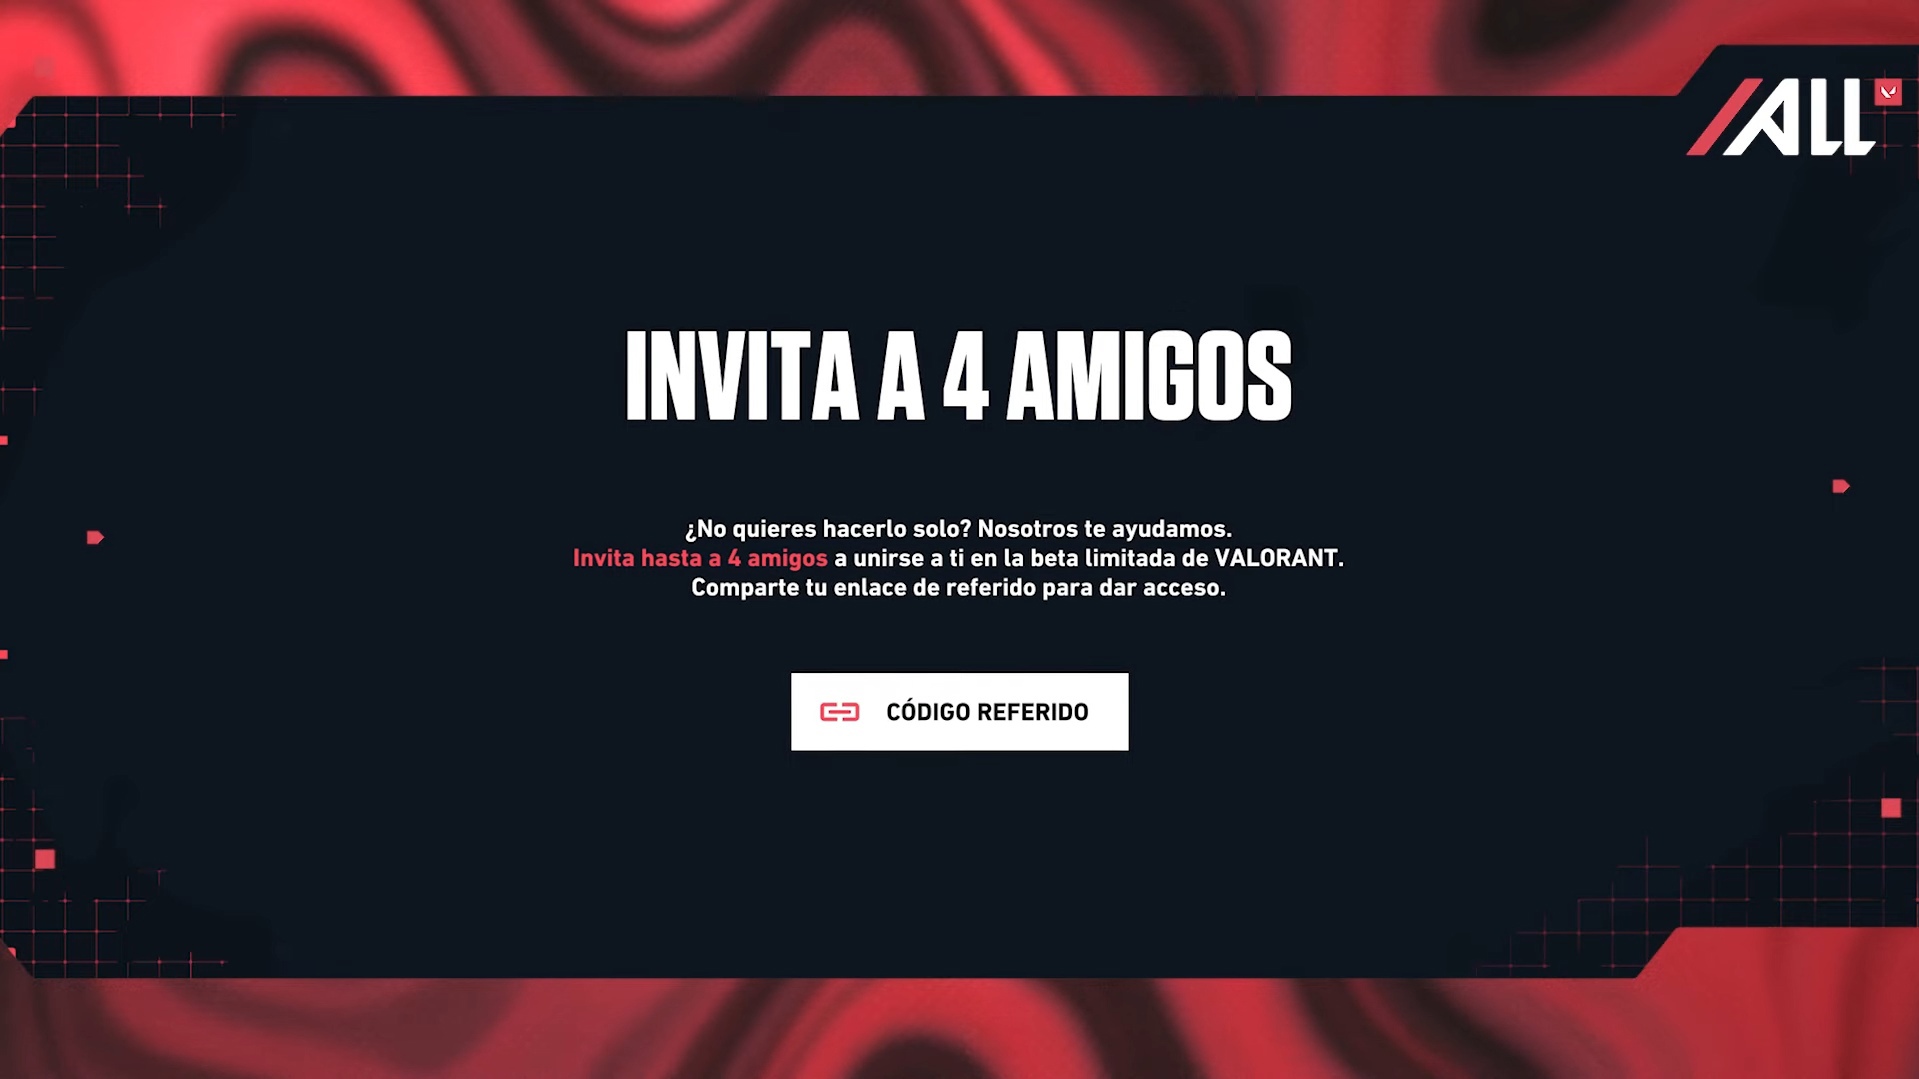 ALL
INVITA A 4 AMIGOS
¿No quieres hacerlo solo? Nosotros te ayudamos.
Invita hasta a 4 amigos a unirse a ti en la beta limitada de VALORANT.
Comparte tu enlace de referido para dar acceso.
CÓDIGO REFERIDO